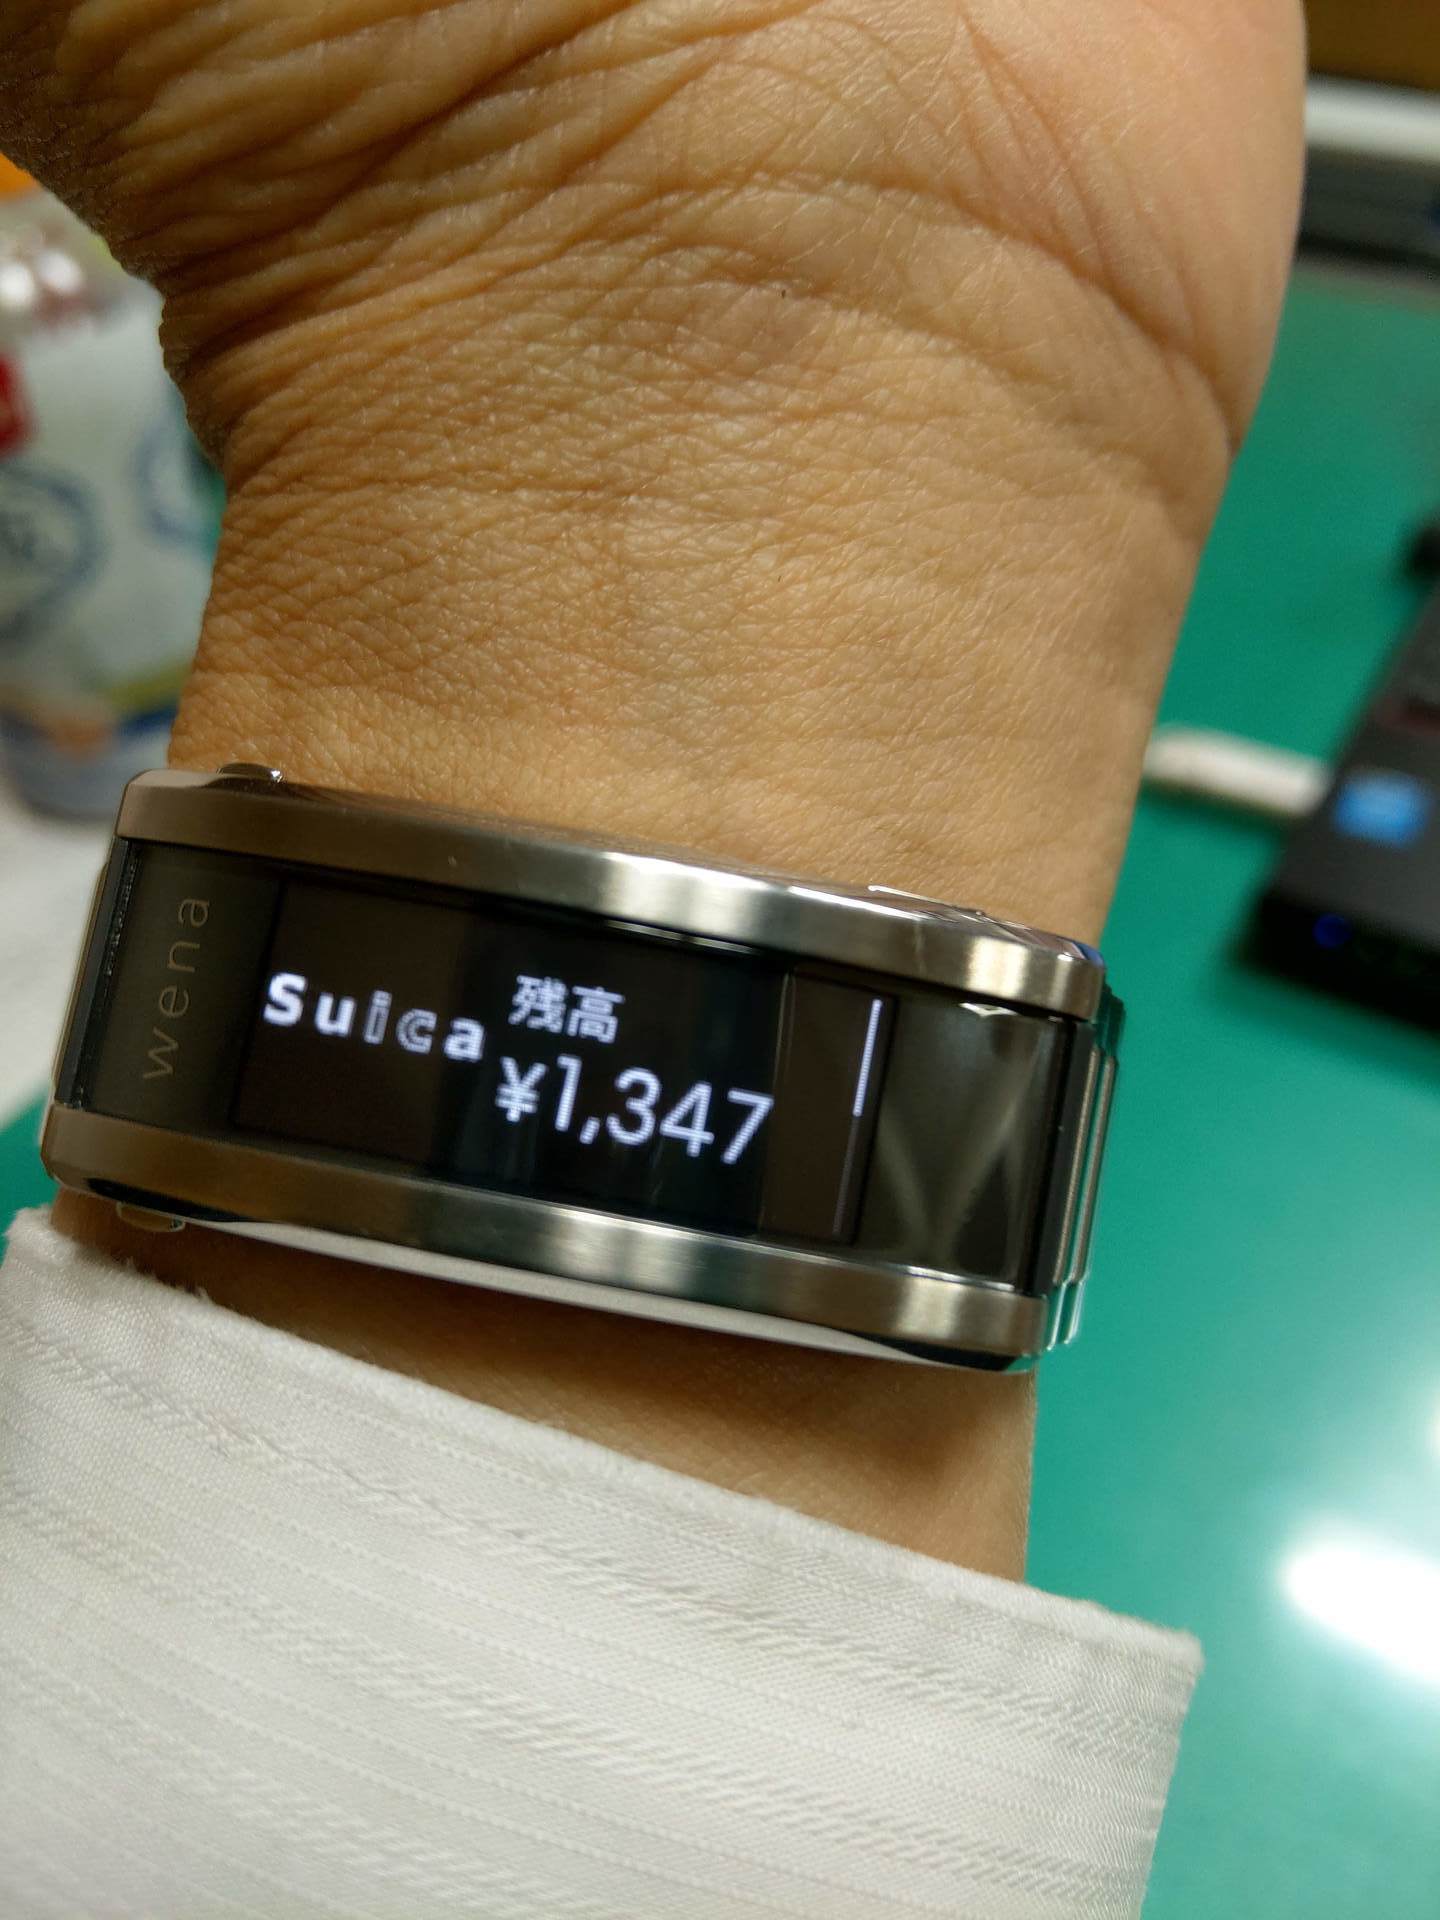 wena
Suica
残高
¥1,347